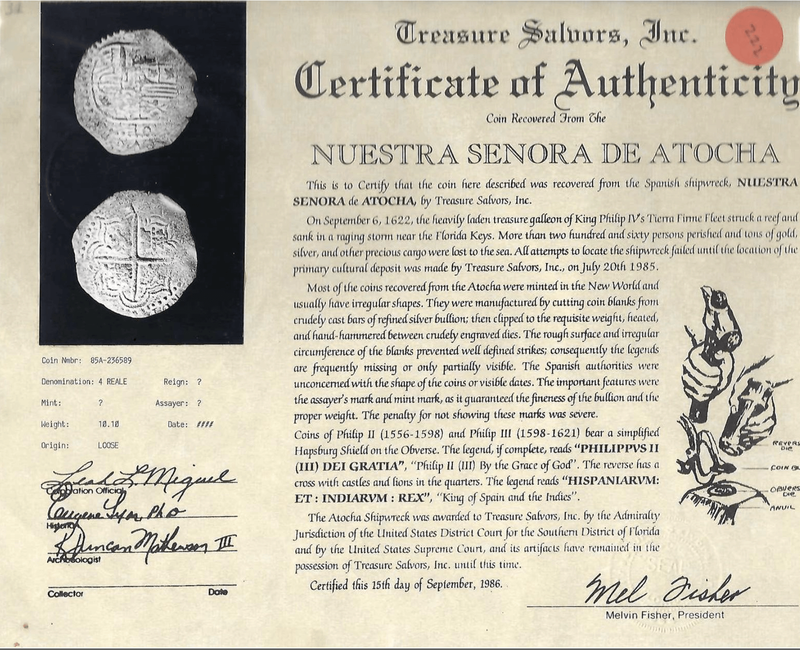 Treasure Salvors, Inc.
222
Certificate of Authenticity
Coin Recovered From The
NUESTRA SENORA DE ATOCHA
This is to Certify that the coin here described was recovered from the Spanish shipwreck, NUESTRA
SENORA de ATOCHA, by Treasure Salvors, Inc.
On September 6, 1622, the heavily laden treasure galleon of King Philip IV's Tierra Firme Fleet struck a reef and
sank in a raging storm near the Florida Keys. More than two hundred and sixty persons perished and tons of gold,
silver, and other precious cargo were lost to the sea. All attempts to locate the shipwreck failed until the location of the
primary cultural deposit was made by Treasure Salvors, Inc., on July 20th 1985.
Most of the coins recovered from the Atocha were minted in the New World and
usually have irregular shapes. They were manufactured by cutting coin blanks from
crudely cast bars of refined silver bullion; then clipped to the requisite weight, heated,
and hand-hammered between crudely engraved dies. The rough surface and irregular
circumference of the blanks prevented well defined strikes; consequently the legends
are frequently missing or only partially visible. The Spanish authorities were
unconcerned with the shape of the coins or visible dates. The important features were
the assayer's mark and mint mark, as it guaranteed the fineness of the bullion and the
proper weight. The penalty for not showing these marks was severe.
Coins of Philip II (1556-1598) and Philip III (1598-1621) bear a simplified
Hapsburg Shield on the Obverse. The legend, if complete, reads "PHILIPPVS II
(III) DEI GRATIA", "Philip II (III) By the Grace of God". The reverse has a
cross with castles and lions in the quarters. The legend reads "HISPANIARVM:
ET : INDIARVM : REX", "King of Spain and the Indies".
The Atocha Shipwreck was awarded to Treasure Salvors, Inc. by the Admiralty
Jurisdiction of the United States District Court for the Southern District of Florida
and by the United States Supreme Court, and its artifacts have remained in the
possession of Treasure Salvors, Inc. until this time.
Certified this 15th day of September, 1986.
REVERS
DIE
COIN BL
OBVERS
DIE
ANVIL
Mel Fisher
Melvin Fisher, President
Coin Nmbr: 85A-236589
Denomination: 4 REALE Reign: ?
Mint: ? Assayer: ?
Weight: 10.10 Date: ####
Origin: LOOSE
Leah L. Miguel
Corporation Official
Eugene Lyon PhD
Historian
R. Duncan Mathewson III
Archeologist
Collector Date